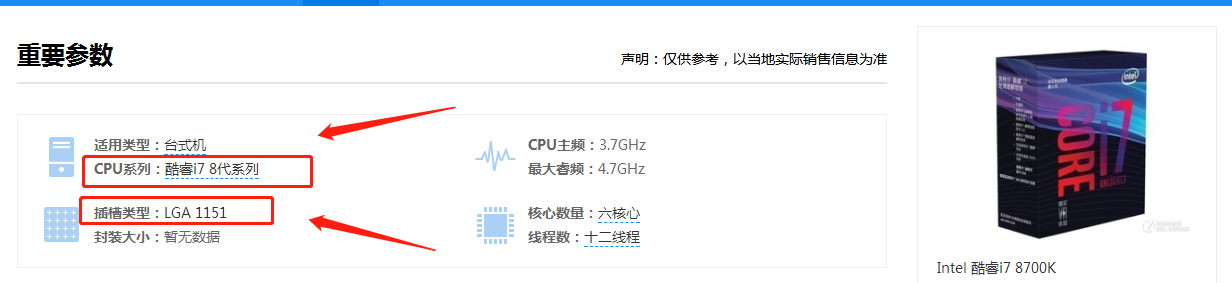 重要参数
声明：仅供参考，以当地实际销售信息为准
适用类型：台式机
CPU系列：酷睿i7 8代系列
CPU主频：3.7GHz
最大睿频：4.7GHz
插槽类型：LGA 1151
封装大小：暂无数据
核心数量：六核心
线程数：十二线程
intel
CORE i7
UNLOCKED
Intel 酷睿i7 8700K